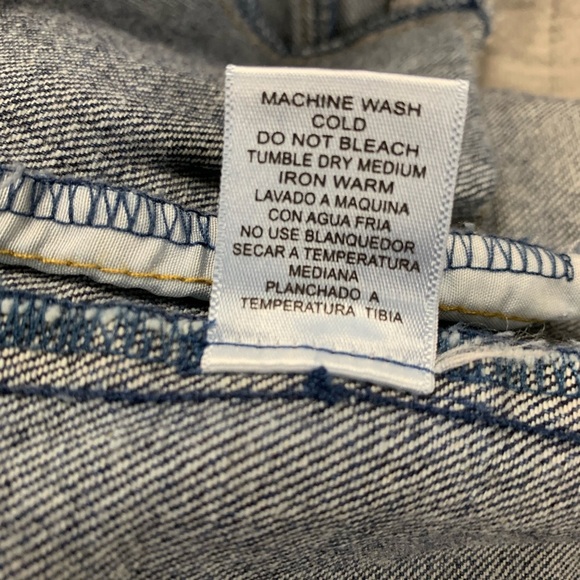 MACHINE WASH
COLD
DO NOT BLEACH
TUMBLE DRY MEDIUM
IRON WARM
LAVADO A MAQUINA
CON AGUA FRIA
NO USE BLANQUEDOR
SECAR A TEMPERATURA
MEDIANA
PLANCHADO A
TEMPERATURA TIBIA